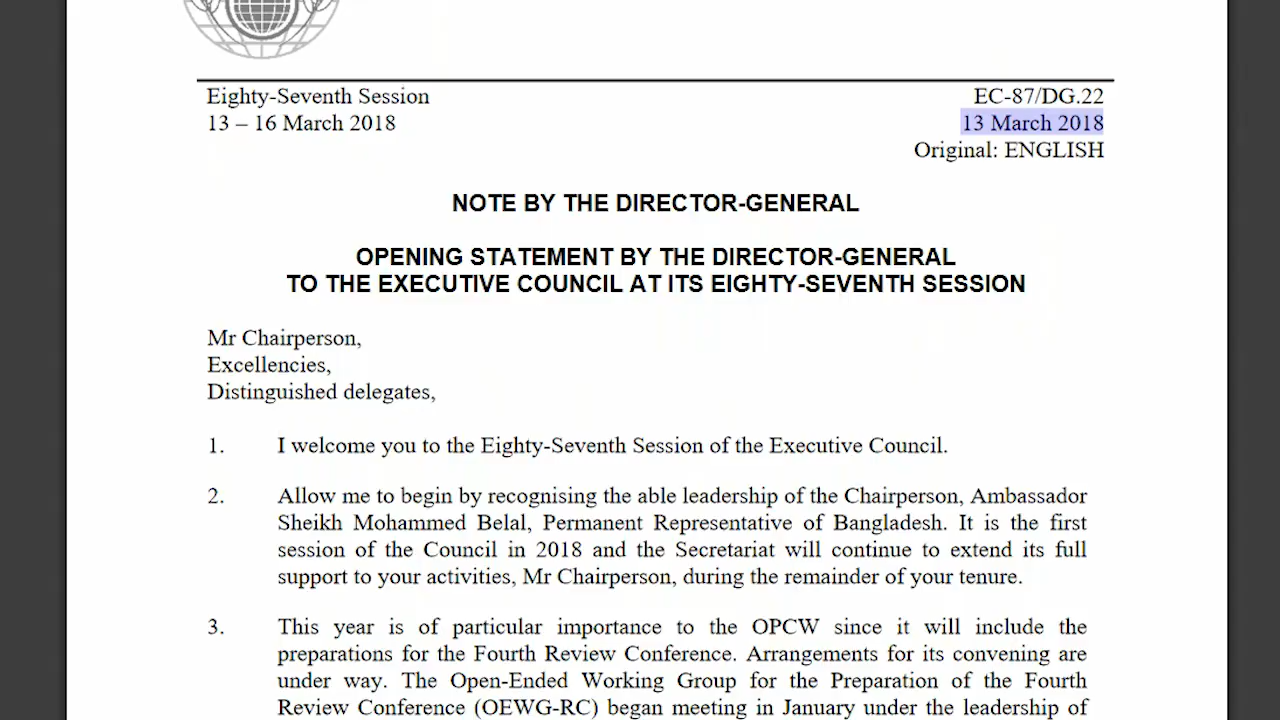 Eighty-Seventh Session
EC-87/DG.22
13 – 16 March 2018
13 March 2018
Original: ENGLISH
NOTE BY THE DIRECTOR-GENERAL
OPENING STATEMENT BY THE DIRECTOR-GENERAL
TO THE EXECUTIVE COUNCIL AT ITS EIGHTY-SEVENTH SESSION
Mr Chairperson,
Excellencies,
Distinguished delegates,
1. I welcome you to the Eighty-Seventh Session of the Executive Council.
2. Allow me to begin by recognising the able leadership of the Chairperson, Ambassador
Sheikh Mohammed Belal, Permanent Representative of Bangladesh. It is the first
session of the Council in 2018 and the Secretariat will continue to extend its full
support to your activities, Mr Chairperson, during the remainder of your tenure.
3. This year is of particular importance to the OPCW since it will include the
preparations for the Fourth Review Conference. Arrangements for its convening are
under way. The Open-Ended Working Group for the Preparation of the Fourth
Review Conference (OEWG-RC) began meeting in January under the leadership of